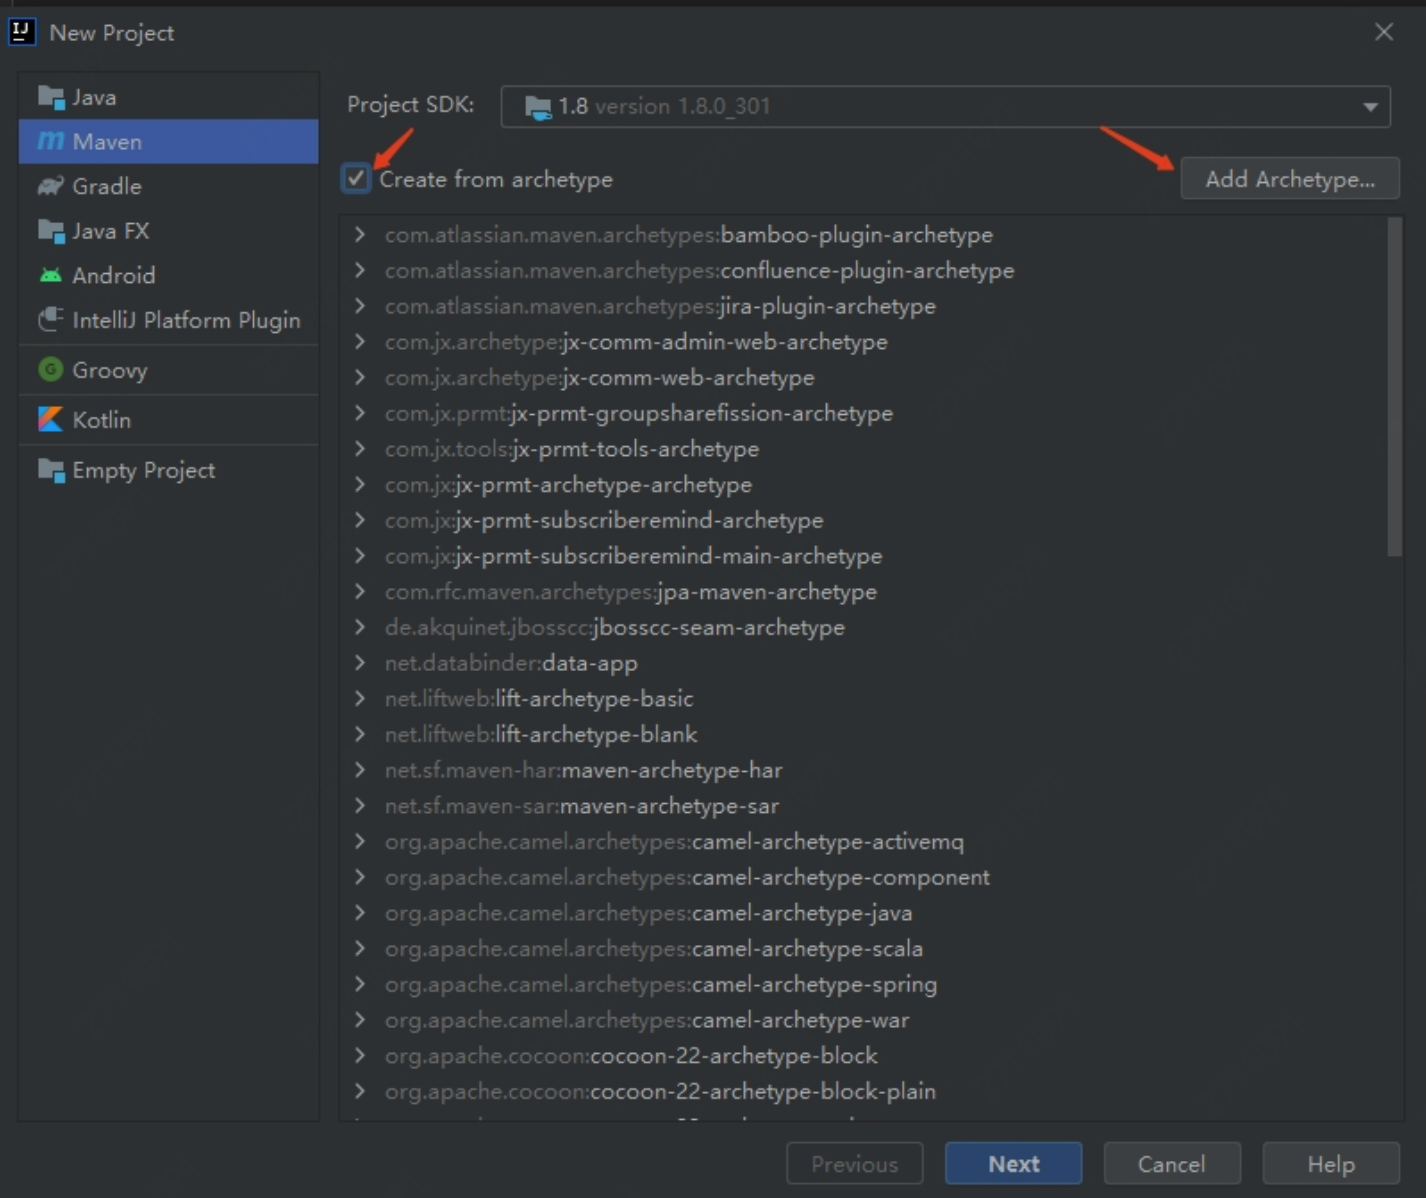 New Project
Java
Maven
Gradle
Java FX
Android
IntelliJ Platform Plugin
Groovy
Kotlin
Empty Project
Project SDK: 1.8 version 1.8.0_301
Create from archetype
Add Archetype...
com.atlassian.maven.archetypes:bamboo-plugin-archetype
com.atlassian.maven.archetypes:confluence-plugin-archetype
com.atlassian.maven.archetypes:jira-plugin-archetype
com.jx.archetype:jx-comm-admin-web-archetype
com.jx.archetype:jx-comm-web-archetype
com.jx.prmt:jx-prmt-groupsharefission-archetype
com.jx.tools:jx-prmt-tools-archetype
com.jx:jx-prmt-archetype-archetype
com.jx:jx-prmt-subscriberemind-archetype
com.jx:jx-prmt-subscriberemind-main-archetype
com.rfc.maven.archetypes:jpa-maven-archetype
de.akquinet.jbosscc:jbosscc-seam-archetype
net.databinder:data-app
net.liftweb:lift-archetype-basic
net.liftweb:lift-archetype-blank
net.sf.maven-har:maven-archetype-har
net.sf.maven-sar:maven-archetype-sar
org.apache.camel.archetypes:camel-archetype-activemq
org.apache.camel.archetypes:camel-archetype-component
org.apache.camel.archetypes:camel-archetype-java
org.apache.camel.archetypes:camel-archetype-scala
org.apache.camel.archetypes:camel-archetype-spring
org.apache.camel.archetypes:camel-archetype-war
org.apache.cocoon:cocoon-22-archetype-block
org.apache.cocoon:cocoon-22-archetype-block-plain
Previous
Next
Cancel
Help